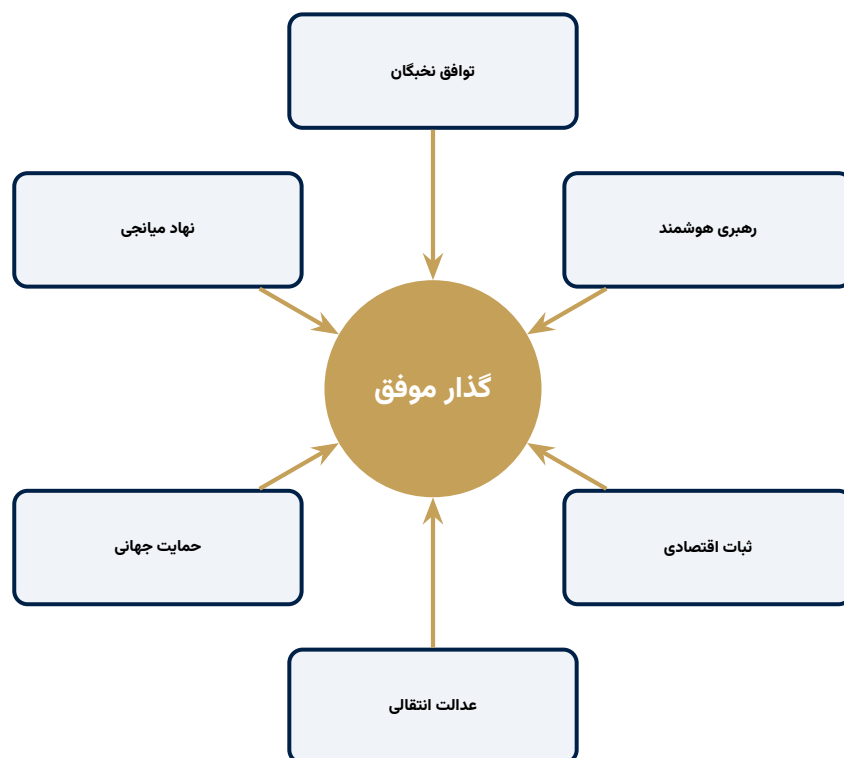 توافق نخبگان
رهبری هوشمند
نهاد میانجی
گذار موفق
ثبات اقتصادی
حمایت جهانی
عدالت انتقالی